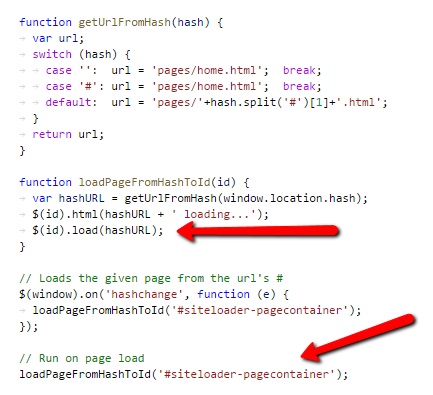 function getUrlFromHash(hash) {
var url;
switch (hash) {
case '': url = 'pages/home.html'; break;
case '#': url = 'pages/home.html'; break;
default: url = 'pages/'+hash.split('#')[1]+'.html';
}
return url;
}
function loadPageFromHashToId(id) {
var hashURL = getUrlFromHash(window.location.hash);
$(id).html(hashURL + ' loading...');
$(id).load(hashURL);
}
// Loads the given page from the url's #
$(window).on('hashchange', function (e) {
loadPageFromHashToId('#siteloader-pagecontainer');
});
// Run on page load
loadPageFromHashToId('#siteloader-pagecontainer');